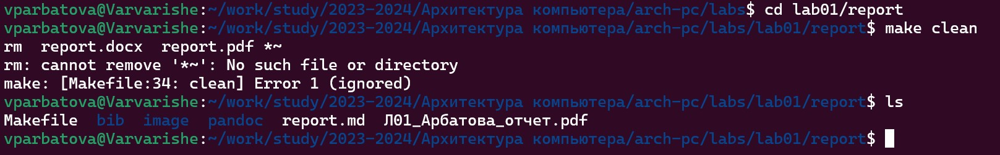 vparbatova@Varvarishe:~/work/study/2023-2024/Архитектура компьютера/arch-pc/labs$ cd lab01/report
vparbatova@Varvarishe:~/work/study/2023-2024/Архитектура компьютера/arch-pc/labs/lab01/report$ make clean
rm  report.docx  report.pdf *~
rm: cannot remove '*~': No such file or directory
make: [Makefile:34: clean] Error 1 (ignored)
vparbatova@Varvarishe:~/work/study/2023-2024/Архитектура компьютера/arch-pc/labs/lab01/report$ ls
Makefile  bib  image  pandoc  report.md  Л01_Арбатова_отчет.pdf
vparbatova@Varvarishe:~/work/study/2023-2024/Архитектура компьютера/arch-pc/labs/lab01/report$